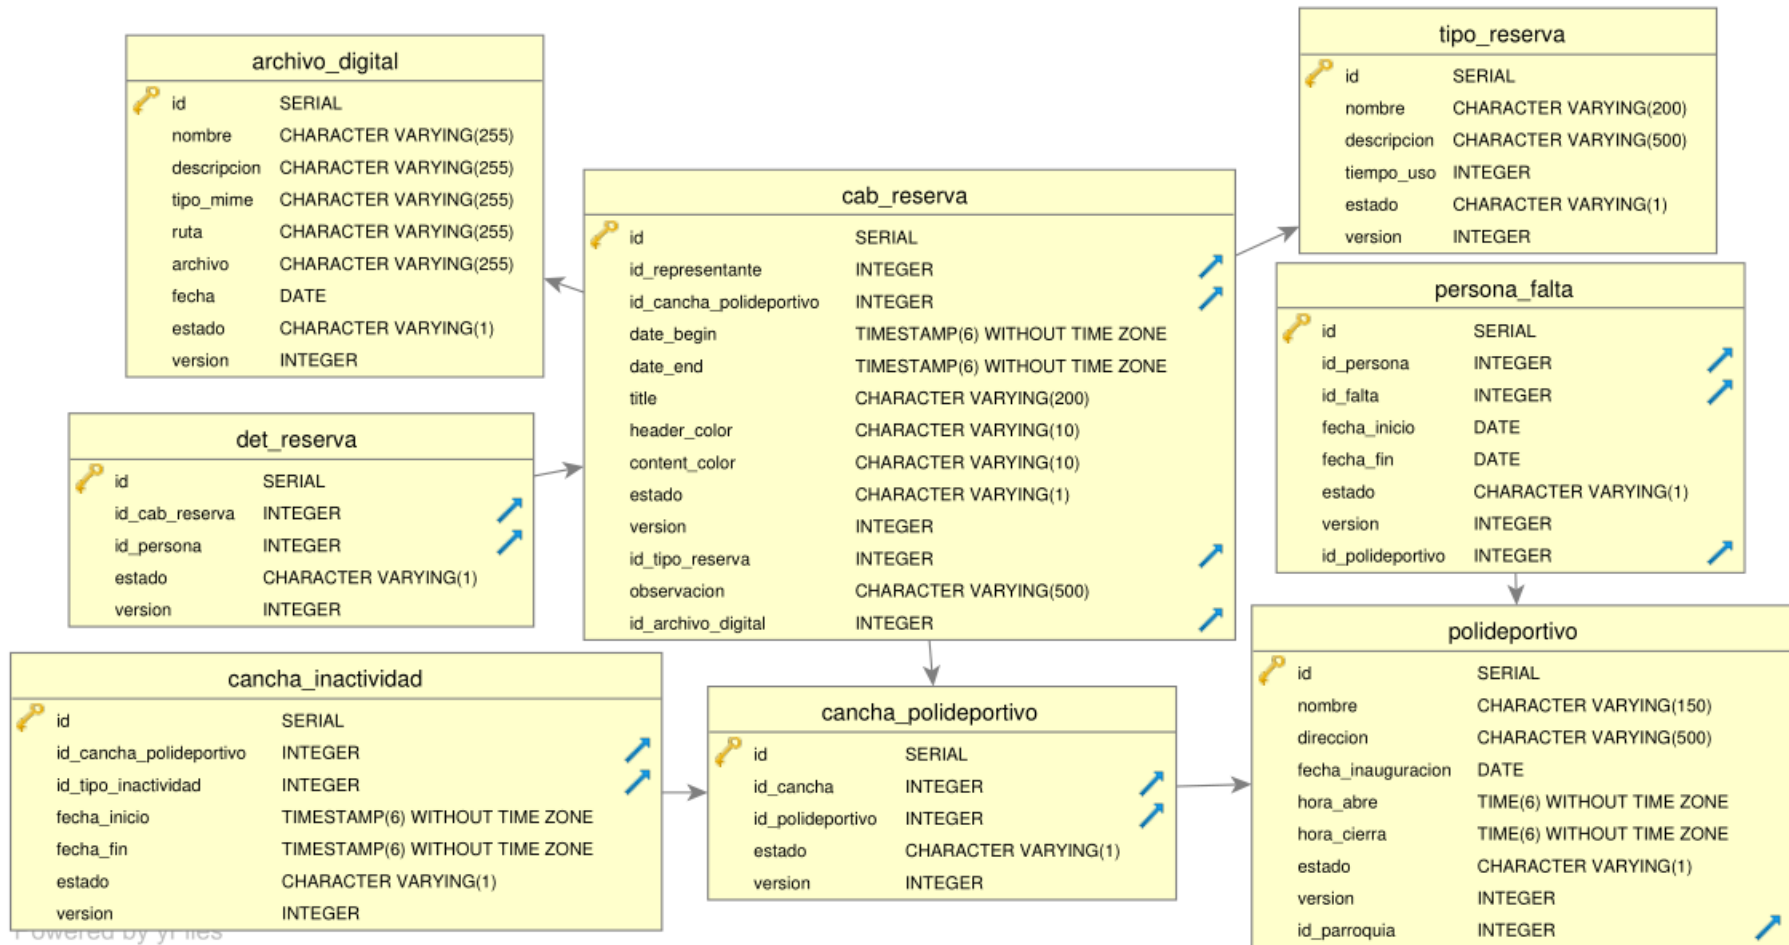 archivo_digital
id SERIAL
nombre CHARACTER VARYING(255)
descripcion CHARACTER VARYING(255)
tipo_mime CHARACTER VARYING(255)
ruta CHARACTER VARYING(255)
archivo CHARACTER VARYING(255)
fecha DATE
estado CHARACTER VARYING(1)
version INTEGER
tipo_reserva
id SERIAL
nombre CHARACTER VARYING(200)
descripcion CHARACTER VARYING(500)
tiempo_uso INTEGER
estado CHARACTER VARYING(1)
version INTEGER
cab_reserva
id SERIAL
id_representante INTEGER
id_cancha_polideportivo INTEGER
date_begin TIMESTAMP(6) WITHOUT TIME ZONE
date_end TIMESTAMP(6) WITHOUT TIME ZONE
title CHARACTER VARYING(200)
header_color CHARACTER VARYING(10)
content_color CHARACTER VARYING(10)
estado CHARACTER VARYING(1)
version INTEGER
id_tipo_reserva INTEGER
observacion CHARACTER VARYING(500)
id_archivo_digital INTEGER
persona_falta
id SERIAL
id_persona INTEGER
id_falta INTEGER
fecha_inicio DATE
fecha_fin DATE
estado CHARACTER VARYING(1)
version INTEGER
id_polideportivo INTEGER
det_reserva
id SERIAL
id_cab_reserva INTEGER
id_persona INTEGER
estado CHARACTER VARYING(1)
version INTEGER
cancha_inactividad
id SERIAL
id_cancha_polideportivo INTEGER
id_tipo_inactividad INTEGER
fecha_inicio TIMESTAMP(6) WITHOUT TIME ZONE
fecha_fin TIMESTAMP(6) WITHOUT TIME ZONE
estado CHARACTER VARYING(1)
version INTEGER
cancha_polideportivo
id SERIAL
id_cancha INTEGER
id_polideportivo INTEGER
estado CHARACTER VARYING(1)
version INTEGER
polideportivo
id SERIAL
nombre CHARACTER VARYING(150)
direccion CHARACTER VARYING(500)
fecha_inauguracion DATE
hora_abre TIME(6) WITHOUT TIME ZONE
hora_cierra TIME(6) WITHOUT TIME ZONE
estado CHARACTER VARYING(1)
version INTEGER
id_parroquia INTEGER
Powered by yFiles